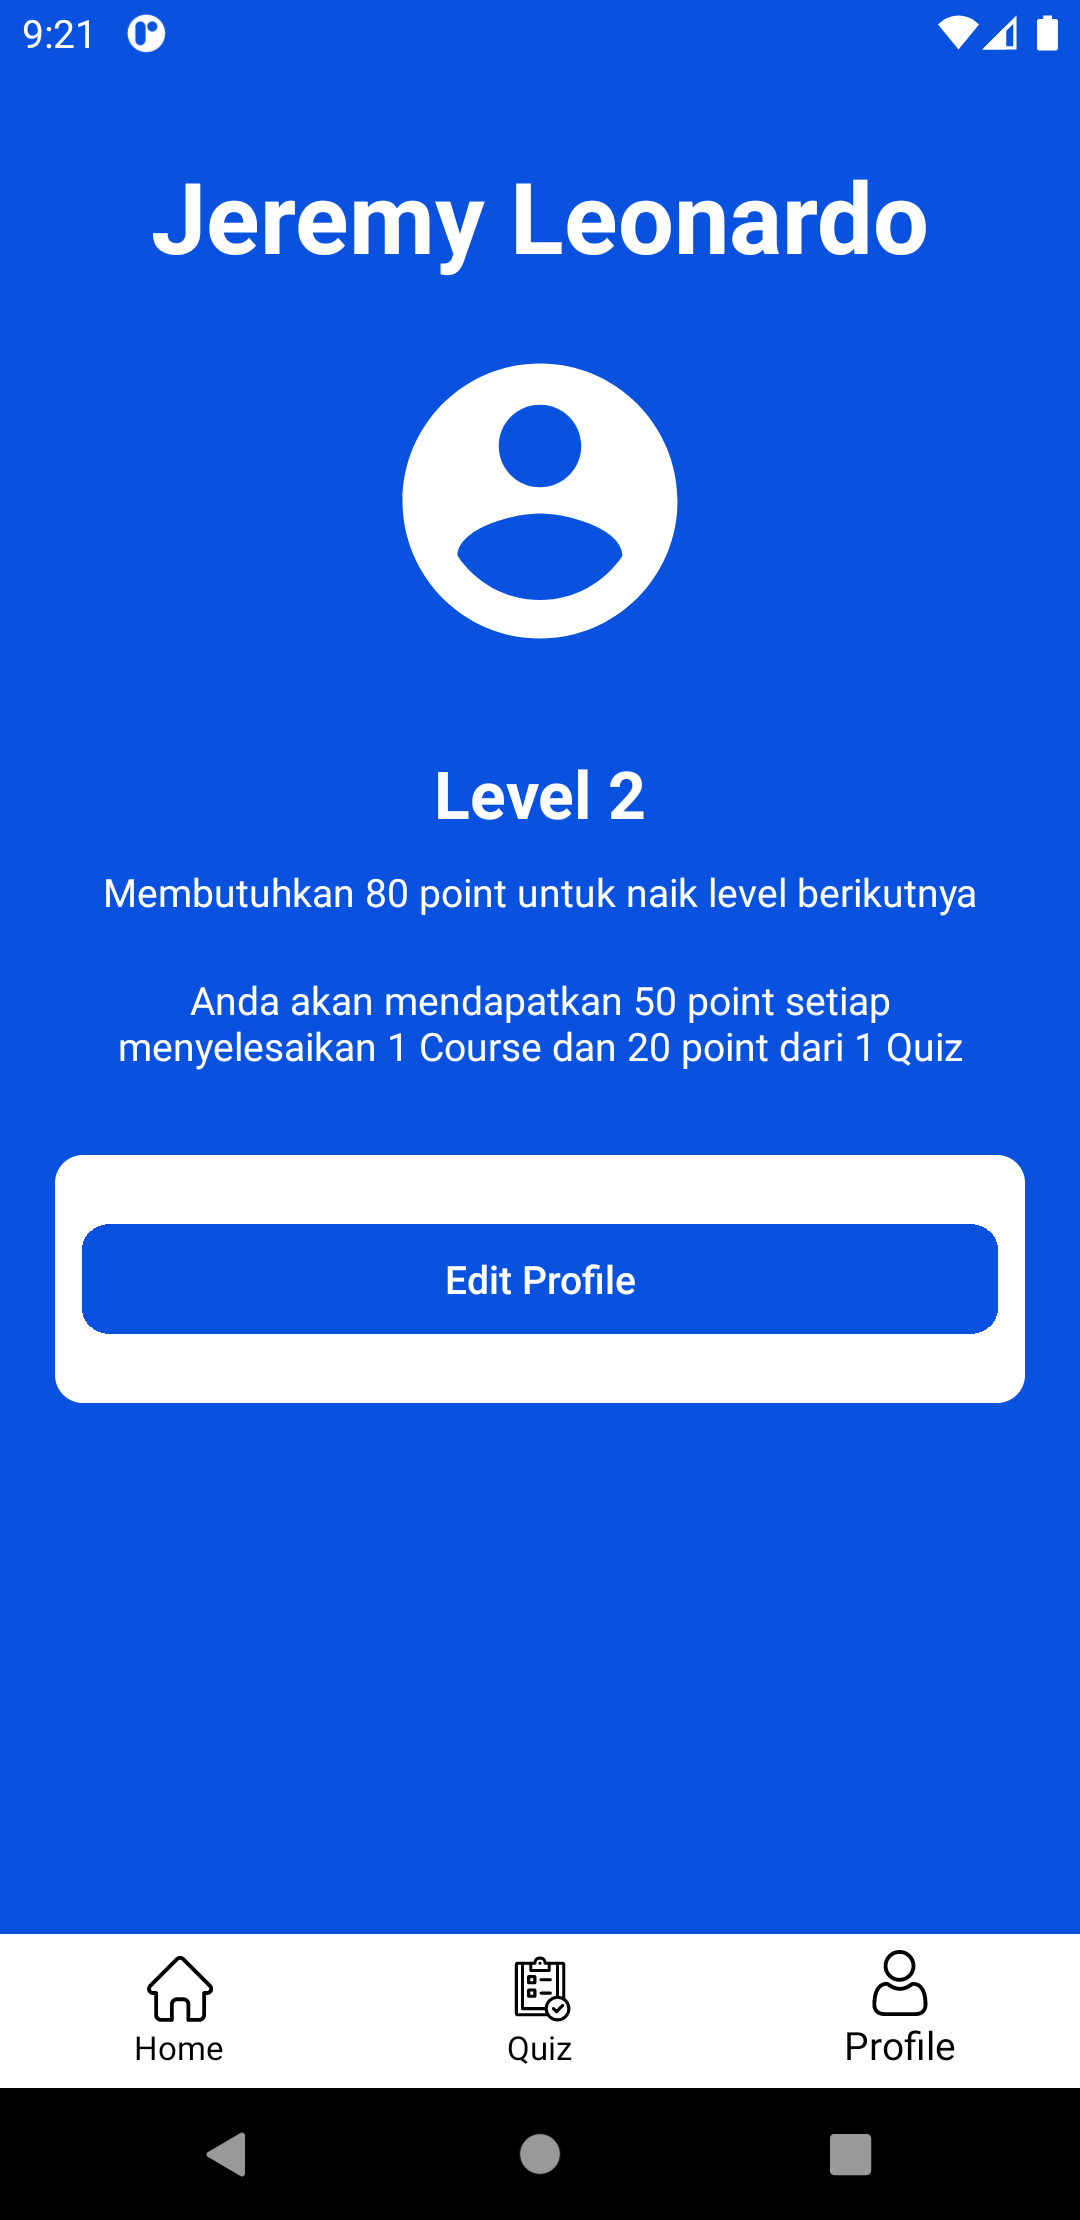 9:21
Jeremy Leonardo
Level 2
Membutuhkan 80 point untuk naik level berikutnya
Anda akan mendapatkan 50 point setiap
menyelesaikan 1 Course dan 20 point dari 1 Quiz
Edit Profile
Home
Quiz
Profile